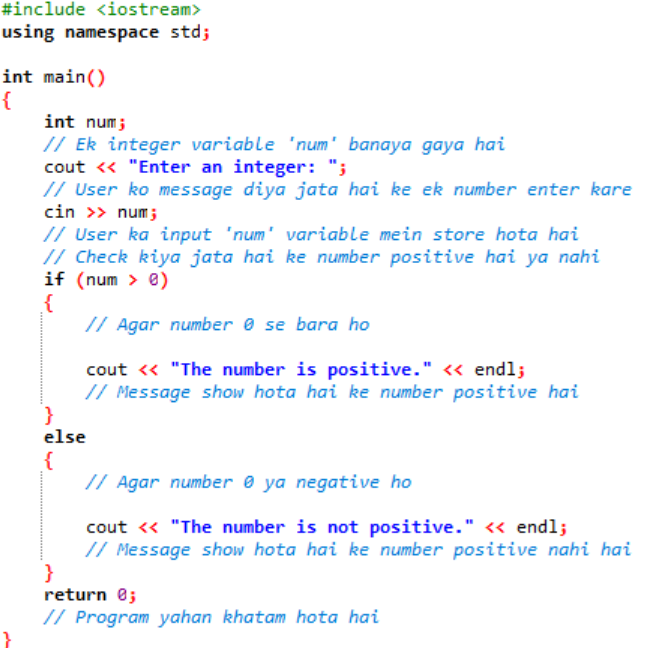 #include <iostream>
using namespace std;

int main()
{
    int num;
    // Ek integer variable 'num' banaya gaya hai
    cout << "Enter an integer: ";
    // User ko message diya jata hai ke ek number enter kare
    cin >> num;
    // User ka input 'num' variable mein store hota hai
    // Check kiya jata hai ke number positive hai ya nahi
    if (num > 0)
    {
        // Agar number 0 se bara ho

        cout << "The number is positive." << endl;
        // Message show hota hai ke number positive hai
    }
    else
    {
        // Agar number 0 ya negative ho

        cout << "The number is not positive." << endl;
        // Message show hota hai ke number positive nahi hai
    }
    return 0;
    // Program yahan khatam hota hai
}